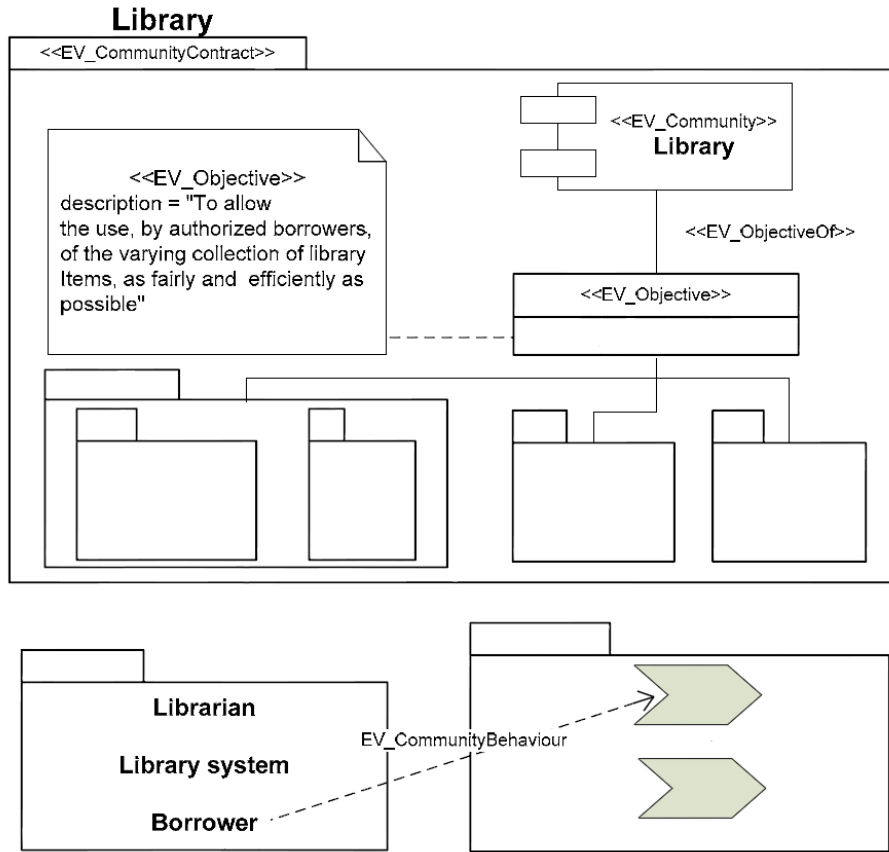 Library
<<EV_CommunityContract>>
<<EV_Community>>
Library
<<EV_Objective>>
description = "To allow
the use, by authorized borrowers,
of the varying collection of library
Items, as fairly and efficiently as
possible"
<<EV_ObjectiveOf>>
<<EV_Objective>>
Librarian
EV_CommunityBehaviour
Library system
Borrower